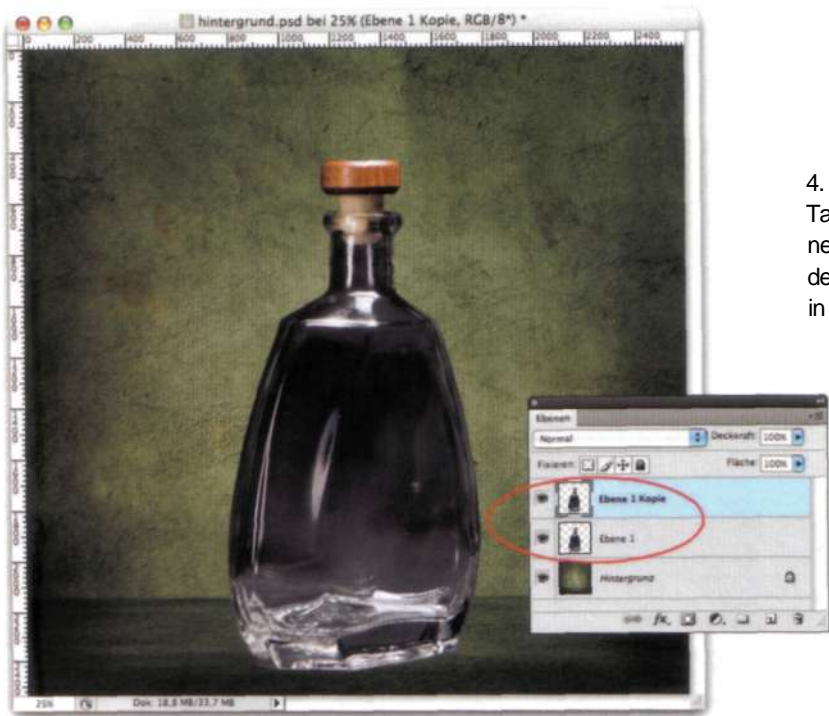 hintergrund.psd bei 25% (Ebene 1 Kopie, RGB/8*) *
0 200 400 600 800 1000 1200 1400 1600 1800 2000 2200 2400
4.
Ta
ne
de
in
Ebenen
Normal Deckkraft: 100%
Fixieren: Fläche: 100%
Ebene 1 Kopie
Ebene 1
Hintergrund
fx.
25% Dok: 18,8 MB/33,7 MB